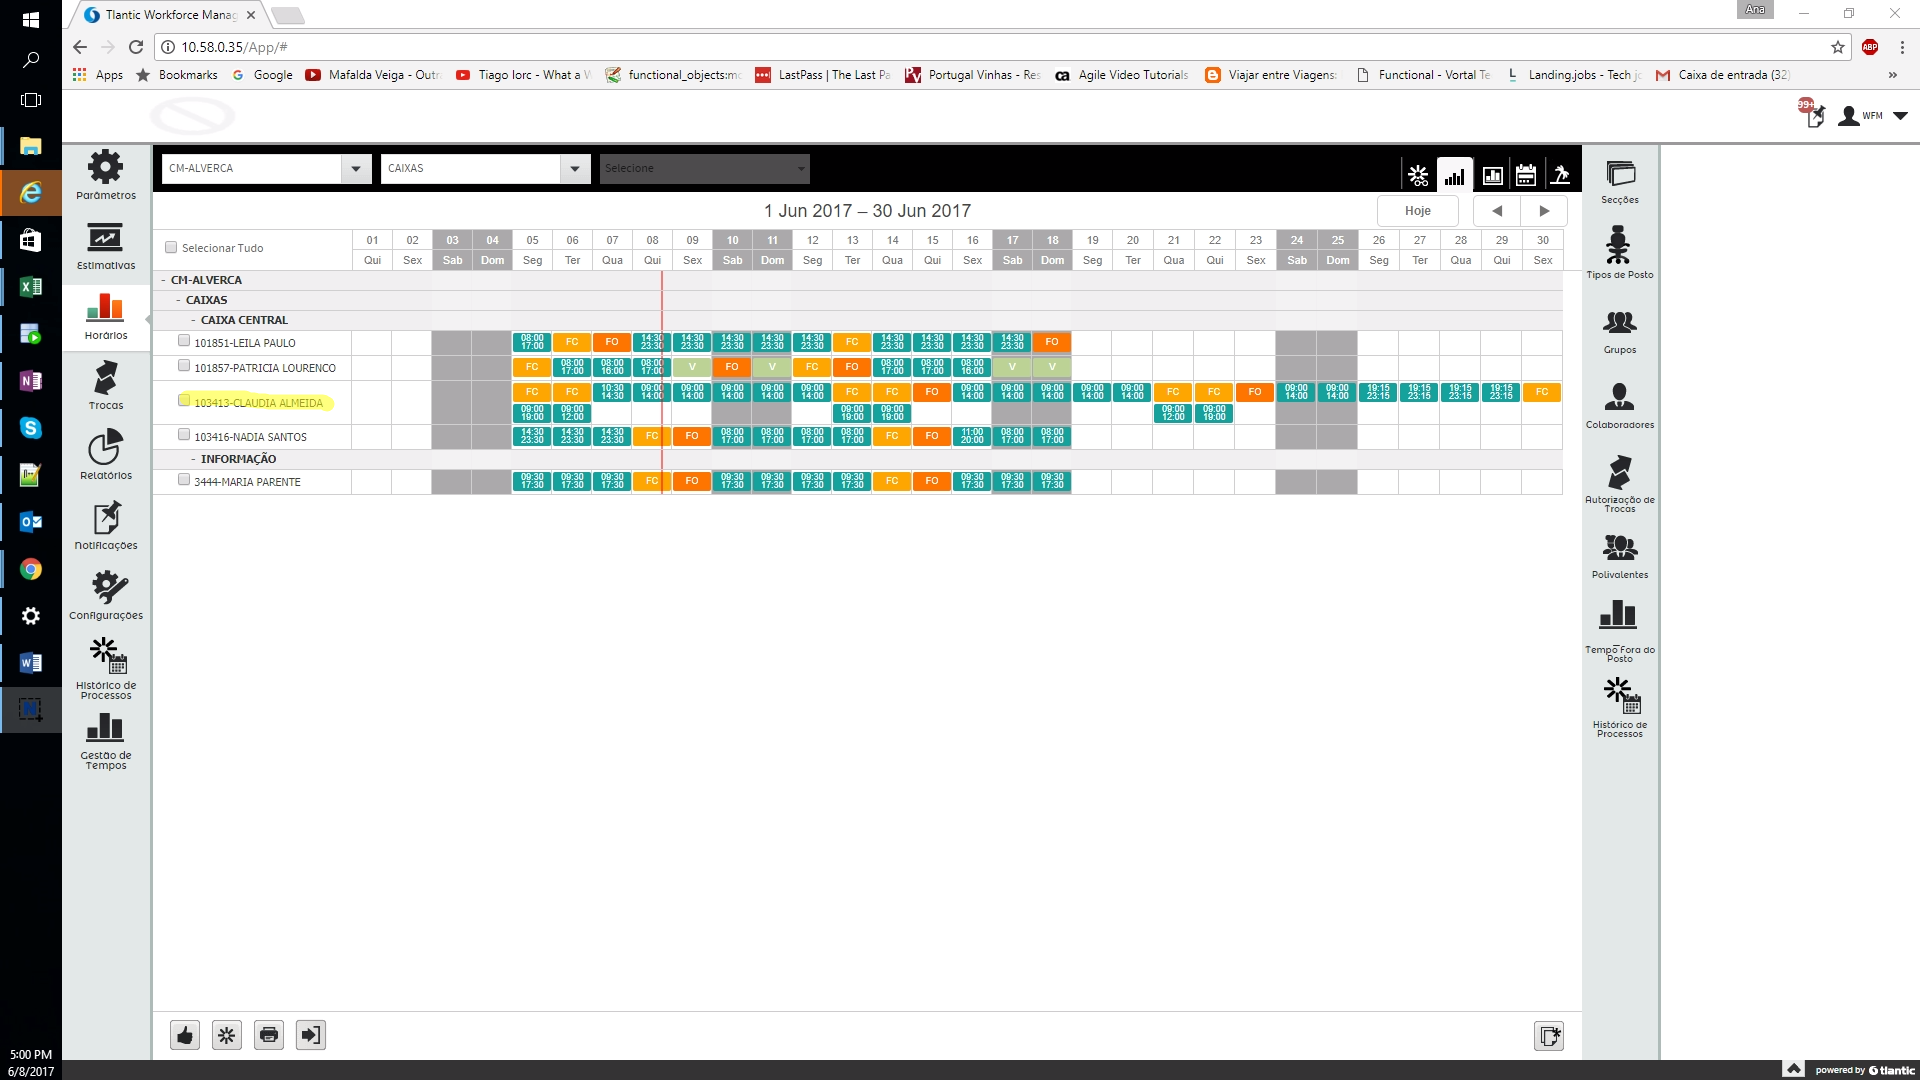 Tlantic Workforce Manag
Ana
10.58.0.35/App/#
Apps Bookmarks Google Mafalda Veiga - Outr Tiago Iorc - What a W functional_objects:mo LastPass | The Last Pa Portugal Vinhas - Res Agile Video Tutorials Viajar entre Viagens: Functional - Vortal Te Landing.jobs - Tech jo Caixa de entrada (32) »
99+ WFM
Parâmetros
Estimativas
Horários
Trocas
Relatórios
Notificações
Configurações
Histórico de
Processos
Gestão de
Tempos
CM-ALVERCA CAIXAS Selecione
1 Jun 2017 – 30 Jun 2017
Hoje
Selecionar Tudo
01 02 03 04 05 06 07 08 09 10 11 12 13 14 15 16 17 18 19 20 21 22 23 24 25 26 27 28 29 30
Qui Sex Sab Dom Seg Ter Qua Qui Sex Sab Dom Seg Ter Qua Qui Sex Sab Dom Seg Ter Qua Qui Sex Sab Dom Seg Ter Qua Qui Sex
- CM-ALVERCA
- CAIXAS
- CAIXA CENTRAL
101851-LEILA PAULO
08:00 FC FO 14:30 14:30 14:30 14:30 14:30 FC 14:30 14:30 14:30 14:30 FO
17:00 23:30 23:30 23:30 23:30 23:30 23:30 23:30 23:30 23:30
101857-PATRICIA LOURENCO
FC 08:00 08:00 08:00 V FO V FC FO 08:00 08:00 08:00 V V
17:00 16:00 17:00 17:00 17:00 16:00
103413-CLAUDIA ALMEIDA
FC FC 10:30 09:00 09:00 09:00 09:00 09:00 FC FC FO 09:00 09:00 09:00 09:00 09:00 FC FC FO 09:00 09:00 19:15 19:15 19:15 19:15 FC
14:30 14:00 14:00 14:00 14:00 14:00 14:00 14:00 14:00 14:00 14:00 14:00 14:00 23:15 23:15 23:15 23:15
09:00 09:00 09:00 09:00 09:00 09:00
19:00 12:00 19:00 19:00 12:00 19:00
103416-NADIA SANTOS
14:30 14:30 14:30 FC FO 08:00 08:00 08:00 08:00 FC FO 11:00 08:00 08:00
23:30 23:30 23:30 17:00 17:00 17:00 17:00 20:00 17:00 17:00
- INFORMAÇÃO
3444-MARIA PARENTE
09:30 09:30 09:30 FC FO 09:30 09:30 09:30 09:30 FC FO 09:30 09:30 09:30
17:30 17:30 17:30 17:30 17:30 17:30 17:30 17:30 17:30 17:30
Secções
Tipos de Posto
Grupos
Colaboradores
Autorização de
Trocas
Polivalentes
Tempo Fora do
Posto
Histórico de
Processos
5:00 PM
6/8/2017
powered by tlantic